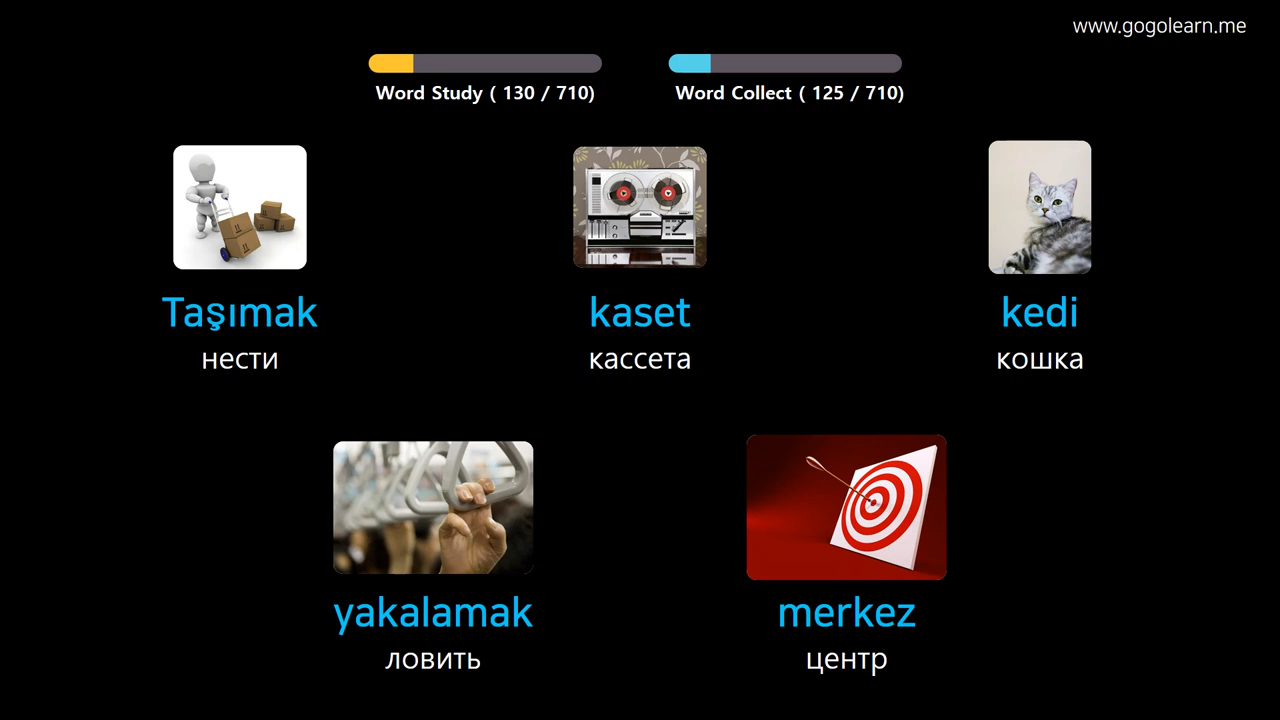 www.gogolearn.me
Word Study ( 130 / 710)
Word Collect ( 125 / 710)
Taşımak
нести
kaset
кассета
kedi
кошка
yakalamak
ловить
merkez
центр